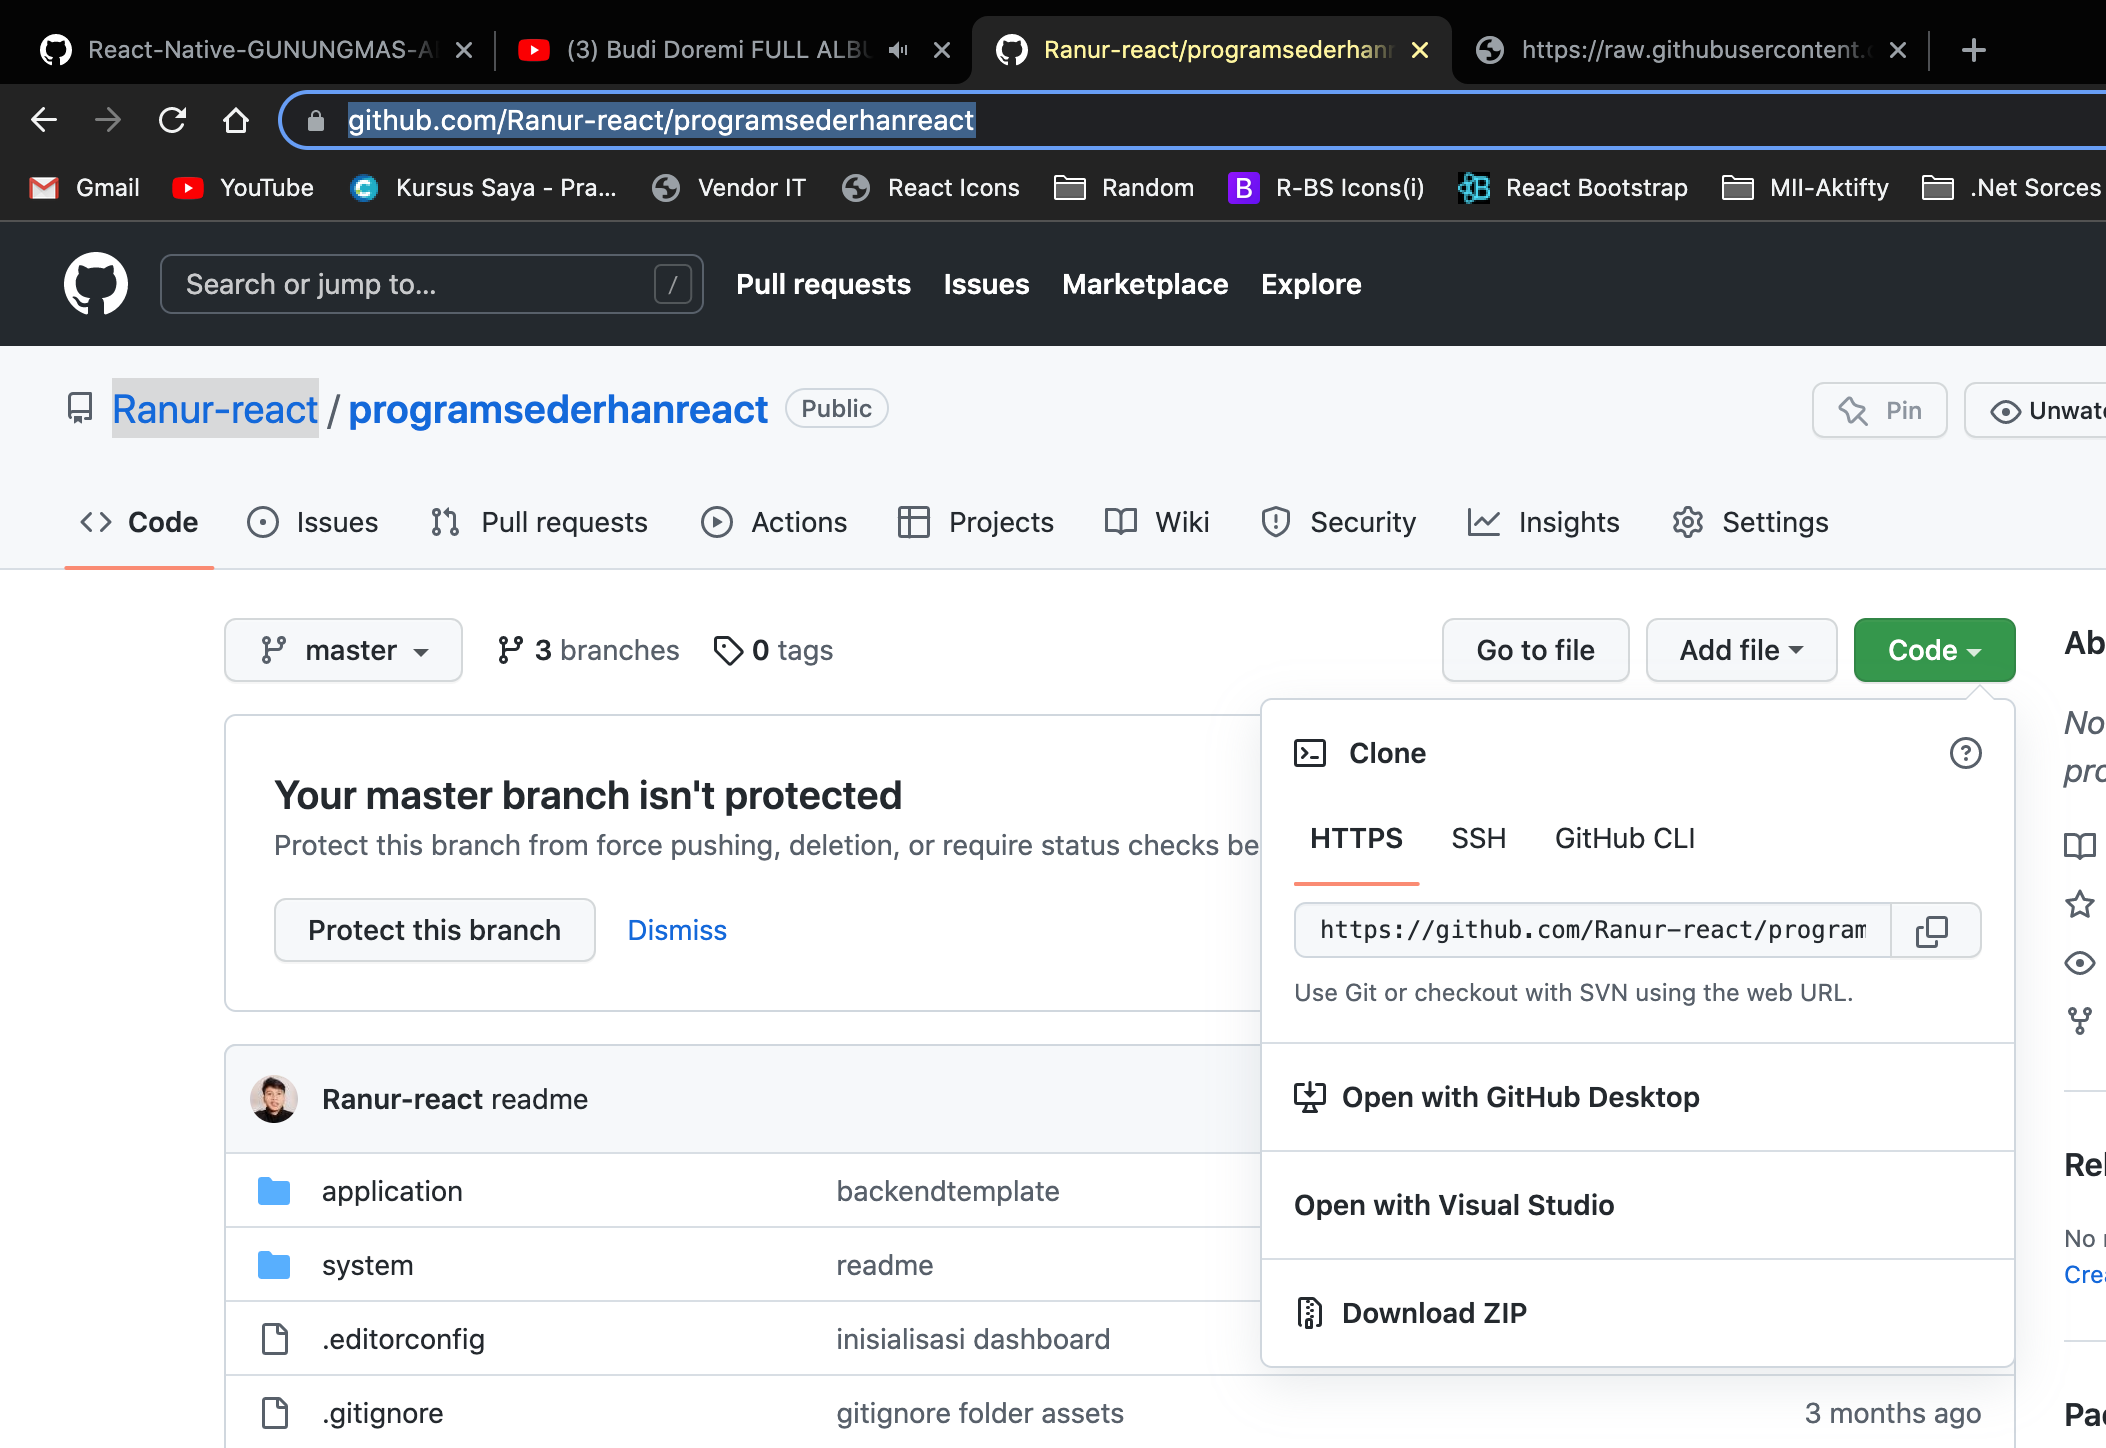 React-Native-GUNUNGMAS-A
(3) Budi Doremi FULL ALBU
Ranur-react/programsederhanr
https://raw.githubusercontent.c
github.com/Ranur-react/programsederhanreact
Gmail
YouTube
Kursus Saya - Pra...
Vendor IT
React Icons
Random
R-BS Icons(i)
React Bootstrap
MII-Aktifty
.Net Sorces
Search or jump to...
/
Pull requests
Issues
Marketplace
Explore
Ranur-react / programsederhanreact
Public
Pin
Unwatc
Code
Issues
Pull requests
Actions
Projects
Wiki
Security
Insights
Settings
master
3 branches
0 tags
Go to file
Add file
Code
Ab
No
pro
Your master branch isn't protected
Protect this branch from force pushing, deletion, or require status checks be
Protect this branch
Dismiss
Clone
HTTPS
SSH
GitHub CLI
https://github.com/Ranur-react/program
Use Git or checkout with SVN using the web URL.
Open with GitHub Desktop
Open with Visual Studio
Download ZIP
Ranur-react readme
application
backendtemplate
system
readme
.editorconfig
inisialisasi dashboard
.gitignore
gitignore folder assets
3 months ago
Rel
No r
Crea
Pac